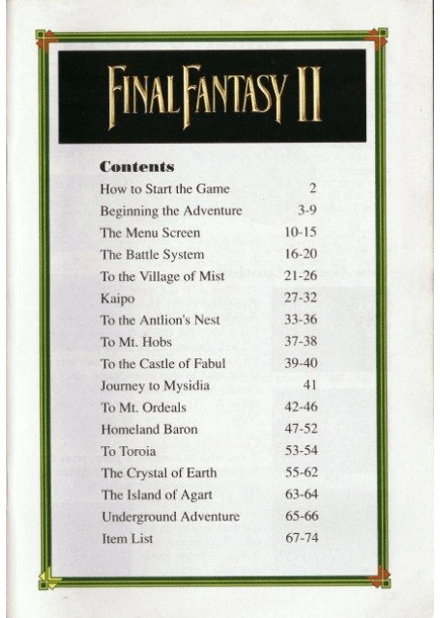 FINAL FANTASY II
Contents
How to Start the Game 2
Beginning the Adventure 3-9
The Menu Screen 10-15
The Battle System 16-20
To the Village of Mist 21-26
Kaipo 27-32
To the Antlion's Nest 33-36
To Mt. Hobs 37-38
To the Castle of Fabul 39-40
Journey to Mysidia 41
To Mt. Ordeals 42-46
Homeland Baron 47-52
To Toroia 53-54
The Crystal of Earth 55-62
The Island of Agart 63-64
Underground Adventure 65-66
Item List 67-74